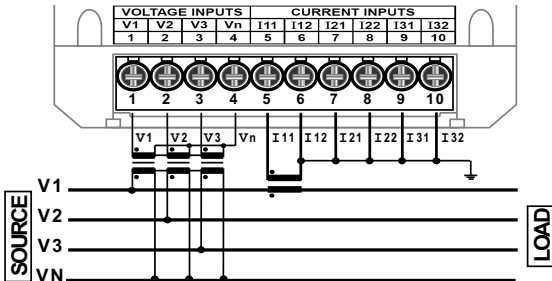 VOLTAGE INPUTS CURRENT INPUTS
V1 V2 V3 Vn I11 I12 I21 I22 I31 I32
1 2 3 4 5 6 7 8 9 10
1 2 3 4 5 6 7 8 9 10
V1 V2 V3 Vn I11 I12 I21 I22 I31 I32
SOURCE
V1
V2
V3
VN
LOAD